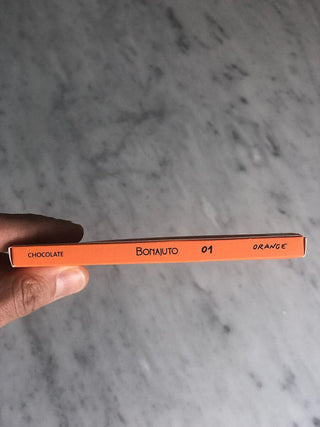 CHOCOLATE BONAJUTO 01 ORANGE